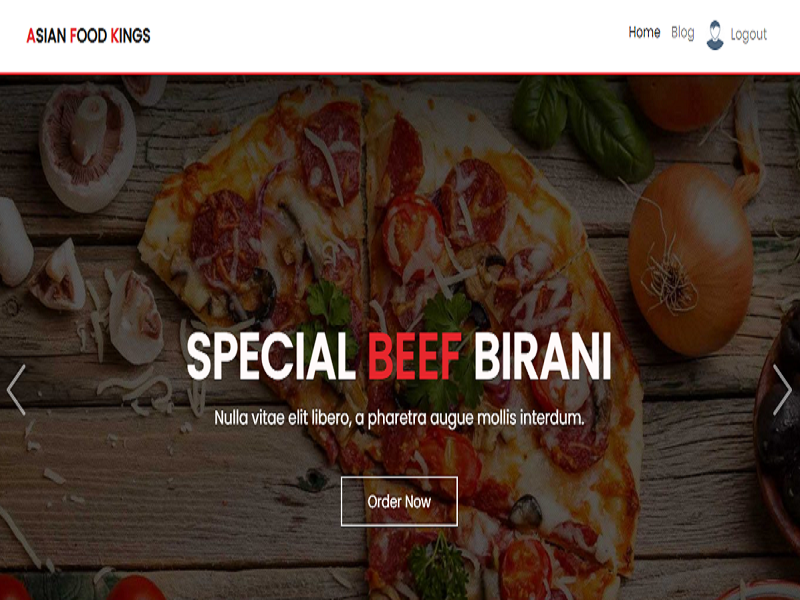 ASIAN FOOD KINGS
Home Blog Logout
SPECIAL BEEF BIRANI
Nulla vitae elit libero, a pharetra augue mollis interdum.
Order Now